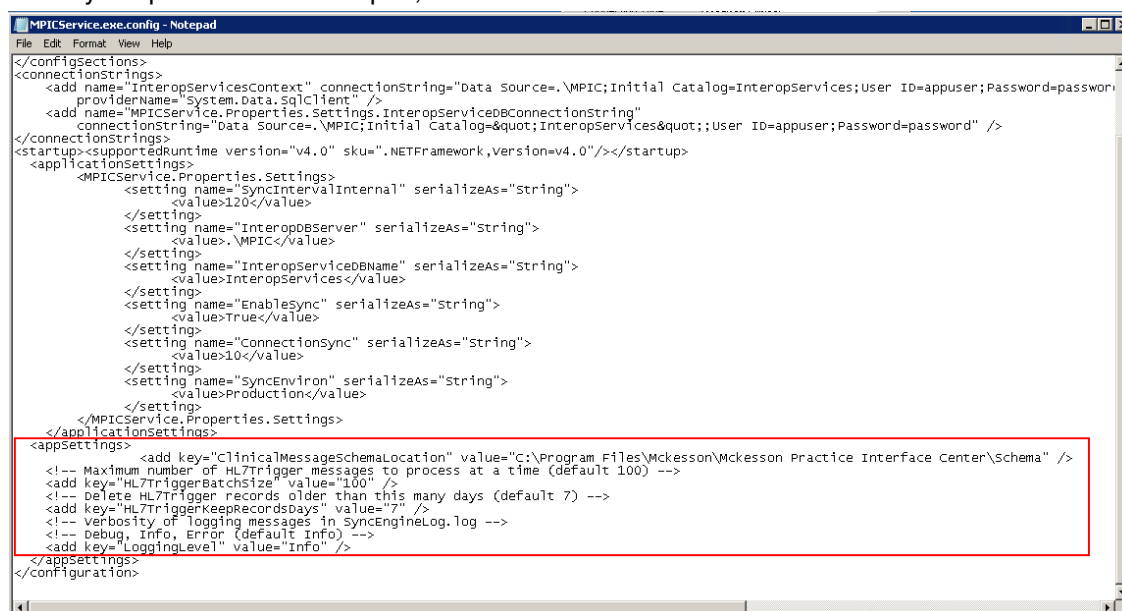 MPICService.exe.config - Notepad
File Edit Format View Help
</configSections>
<connectionStrings>
<add name="InteropServicesContext" connectionString="Data Source=.\MPIC;Initial Catalog=InteropServices;User ID=appuser;Password=passwor
providerName="System.Data.SqlClient" />
<add name="MPICService.Properties.Settings.InteropServiceDBConnectionString"
connectionString="Data Source=.\MPIC;Initial Catalog=&quot;InteropServices&quot;;User ID=appuser;Password=password" />
</connectionStrings>
<startup><supportedRuntime version="v4.0" sku=".NETFramework,Version=v4.0"/></startup>
<applicationSettings>
<MPICService.Properties.Settings>
<setting name="SyncIntervalInternal" serializeAs="String">
<value>120</value>
</setting>
<setting name="InteropDBServer" serializeAs="String">
<value>.\MPIC</value>
</setting>
<setting name="InteropServiceDBName" serializeAs="String">
<value>InteropServices</value>
</setting>
<setting name="EnableSync" serializeAs="String">
<value>True</value>
</setting>
<setting name="ConnectionSync" serializeAs="String">
<value>10</value>
</setting>
<setting name="SyncEnviron" serializeAs="String">
<value>Production</value>
</setting>
</MPICService.Properties.Settings>
</applicationSettings>
<appSettings>
<add key="ClinicalMessageSchemaLocation" value="C:\Program Files\Mckesson\Mckesson Practice Interface Center\Schema" />
<!-- Maximum number of HL7Trigger messages to process at a time (default 100) -->
<add key="HL7TriggerBatchSize" value="100" />
<!-- Delete HL7Trigger records older than this many days (default 7) -->
<add key="HL7TriggerKeepRecordsDays" value="7" />
<!-- Verbosity of logging messages in SyncEngineLog.log -->
<!-- Debug, Info, Error (default Info) -->
<add key="LoggingLevel" value="Info" />
</appSettings>
</configuration>